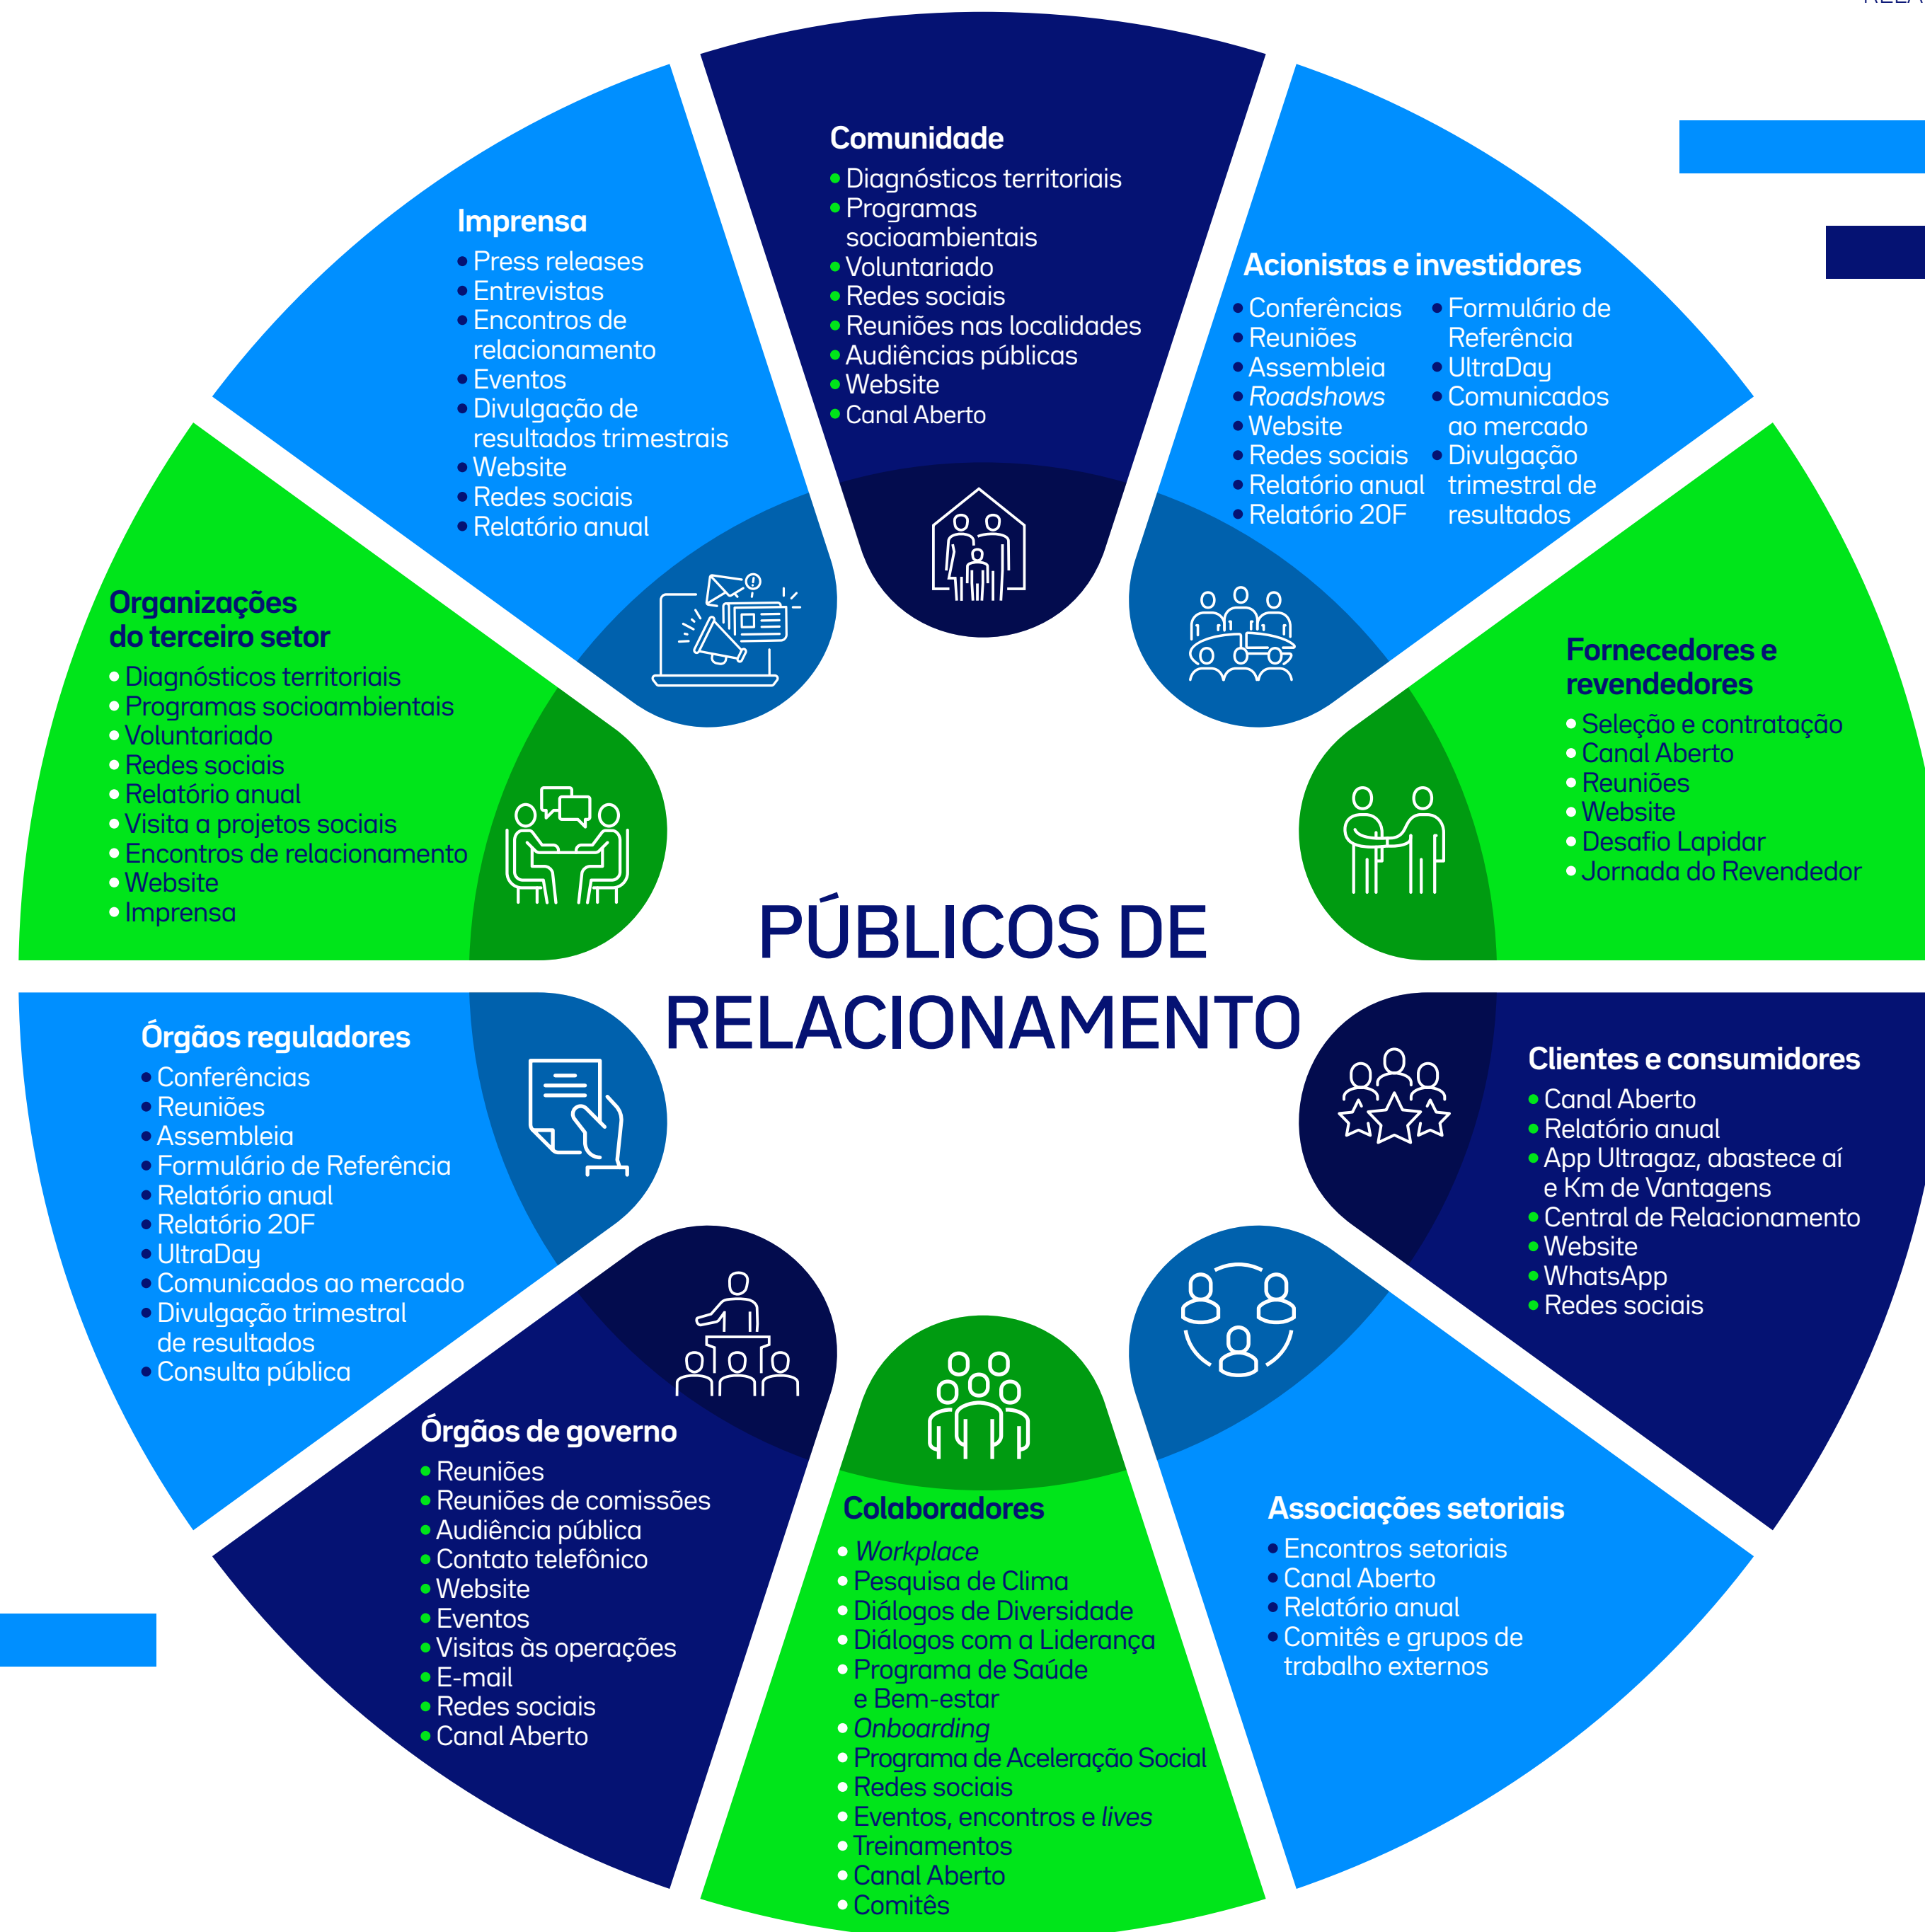 Comunidade
Diagnósticos territoriais
Programas
socioambientais
Voluntariado
Redes sociais
Reuniões nas localidades
Audiências públicas
Website
Canal Aberto
Acionistas e investidores
Conferências
Reuniões
Assembleia
Roadshows
Website
Redes sociais
Relatório anual
Relatório 20F
Formulário de
Referência
UltraDay
Comunicados
ao mercado
Divulgação
trimestral de
resultados
Fornecedores e
revendedores
Seleção e contratação
Canal Aberto
Reuniões
Website
Desafio Lapidar
Jornada do Revendedor
Clientes e consumidores
Canal Aberto
Relatório anual
App Ultragaz, abastece aí
e Km de Vantagens
Central de Relacionamento
Website
WhatsApp
Redes sociais
Associações setoriais
Encontros setoriais
Canal Aberto
Relatório anual
Comitês e grupos de
trabalho externos
Colaboradores
Workplace
Pesquisa de Clima
Diálogos de Diversidade
Diálogos com a Liderança
Programa de Saúde
e Bem-estar
Onboarding
Programa de Aceleração Social
Redes sociais
Eventos, encontros e lives
Treinamentos
Canal Aberto
Comitês
Órgãos de governo
Reuniões
Reuniões de comissões
Audiência pública
Contato telefônico
Website
Eventos
Visitas às operações
E-mail
Redes sociais
Canal Aberto
Órgãos reguladores
Conferências
Reuniões
Assembleia
Formulário de Referência
Relatório anual
Relatório 20F
UltraDay
Comunicados ao mercado
Divulgação trimestral
de resultados
Consulta pública
Organizações
do terceiro setor
Diagnósticos territoriais
Programas socioambientais
Voluntariado
Redes sociais
Relatório anual
Visita a projetos sociais
Encontros de relacionamento
Website
Imprensa
Imprensa
Press releases
Entrevistas
Encontros de
relacionamento
Eventos
Divulgação de
resultados trimestrais
Website
Redes sociais
Relatório anual
PÚBLICOS DE
RELACIONAMENTO